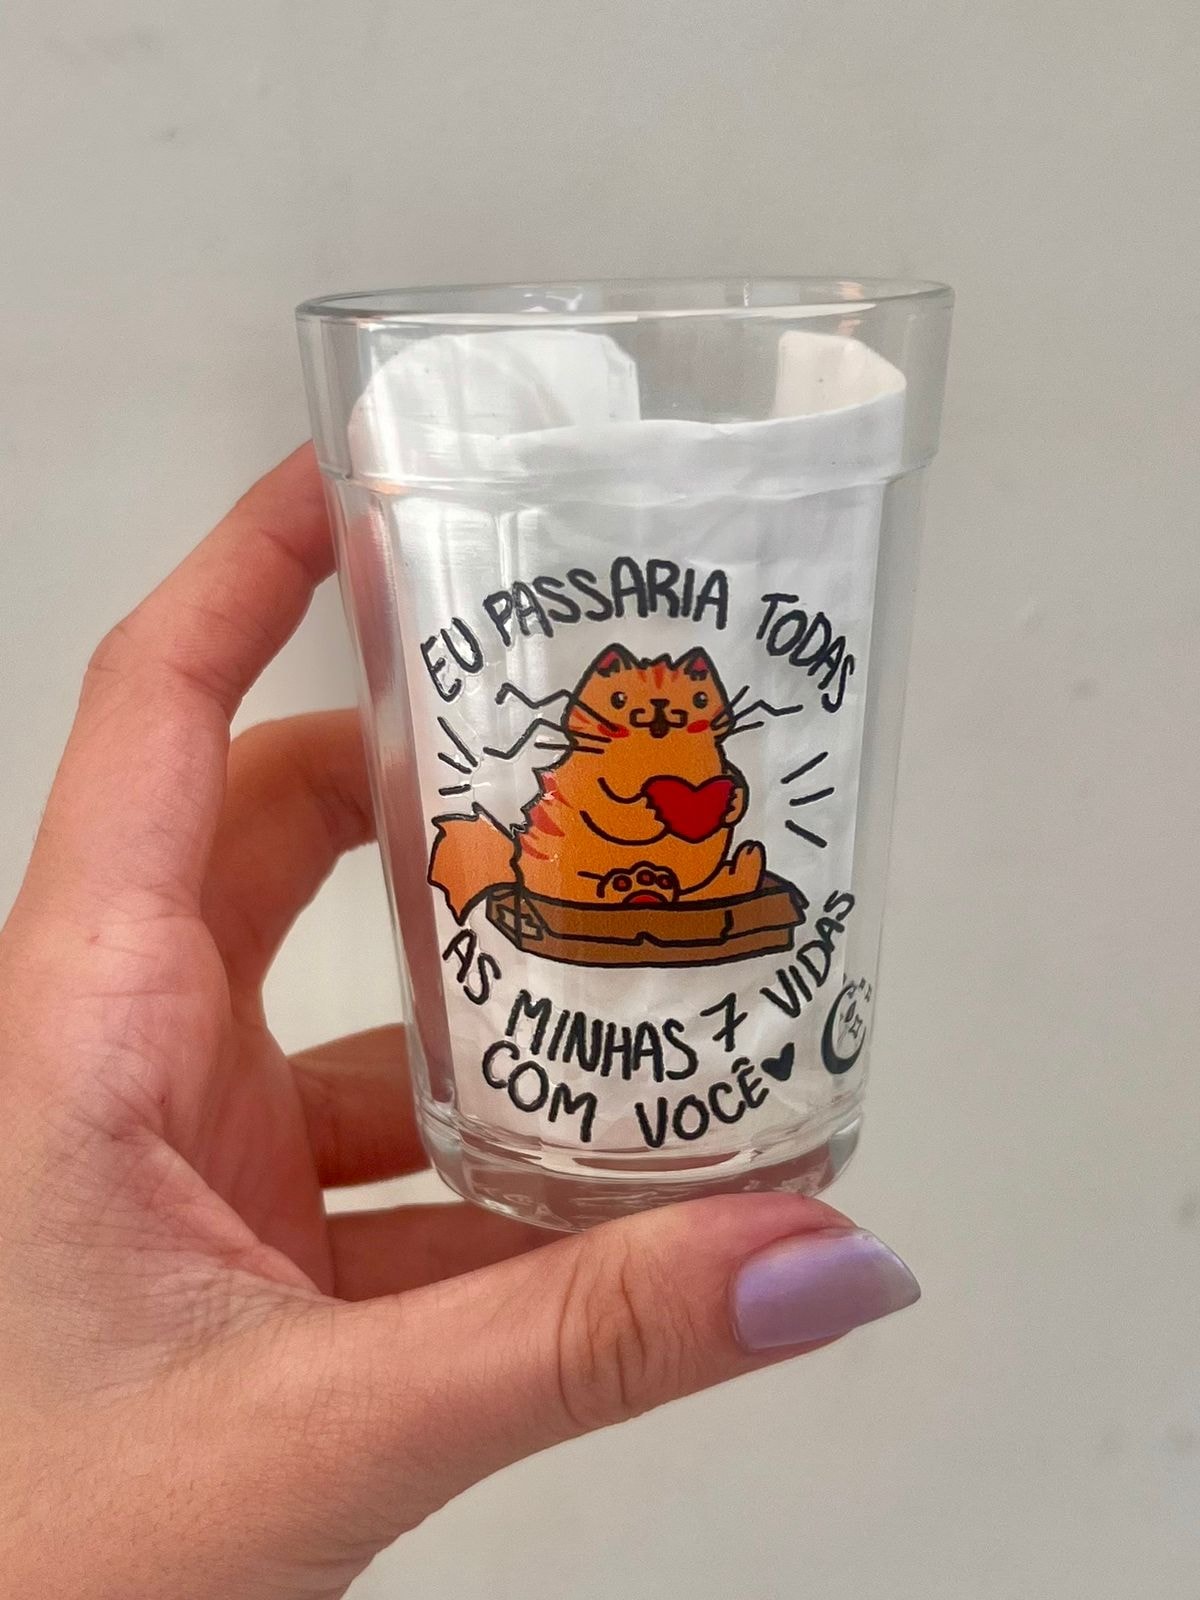 EU PASSARIA TODAS
AS MINHAS 7 VIDAS
COM VOCÊ♥